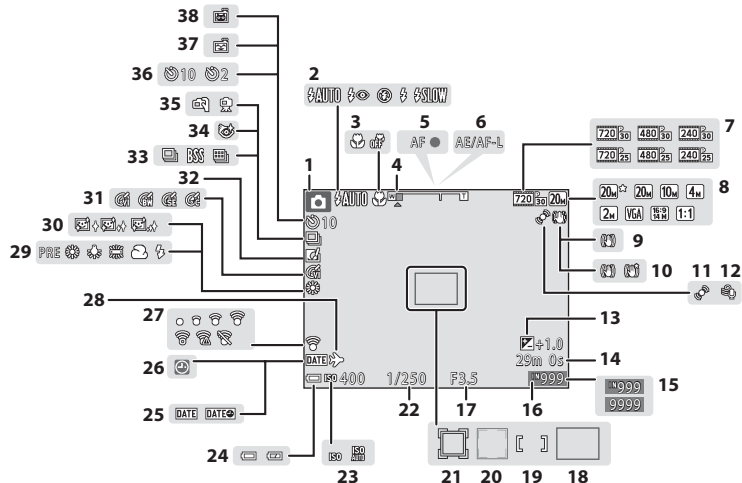 38
37
36 10 2
35
34
33 BSS
32
31
30
29 PRE
28
27
26
25 DATE DATE
24
2
AUTO SLOW
3 OFF
4
5 AF
6 AE/AF-L
7
720 P 30 480 P 30 240 P 30
720 P 25 480 P 25 240 P 25
8
20M 20M 10M 4M
2M VGA 16:9 14M 1:1
9
10
11 12
13
14
15
IN 999
9999
1
AUTO W T 720 P 30 20M
10
+1.0
29m 0s
DATE
ISO 400 1/250 F3.5 IN 999
22 17 16
ISO ISO AUTO
23
21 20 19 18